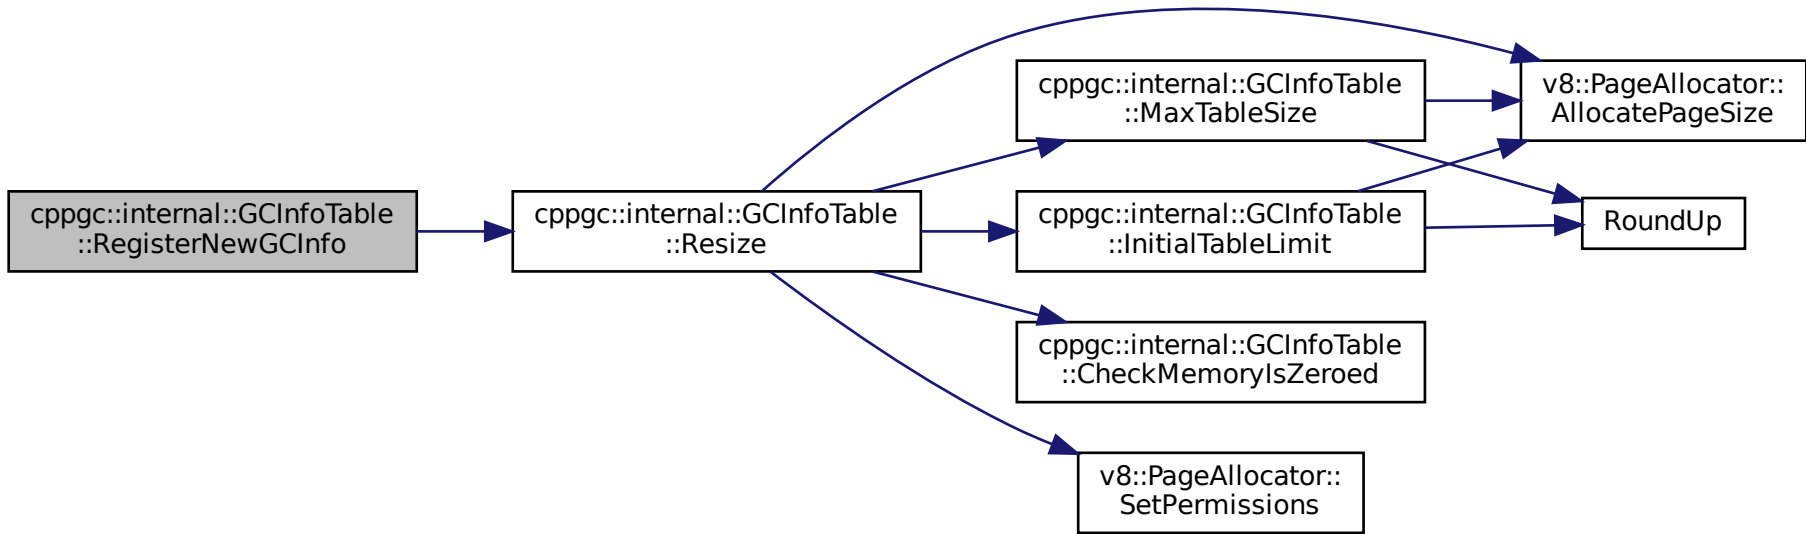 cppgc::internal::GCInfoTable
::RegisterNewGCInfo
cppgc::internal::GCInfoTable
::Resize
cppgc::internal::GCInfoTable
::MaxTableSize
cppgc::internal::GCInfoTable
::InitialTableLimit
cppgc::internal::GCInfoTable
::CheckMemoryIsZeroed
v8::PageAllocator::
SetPermissions
v8::PageAllocator::
AllocatePageSize
RoundUp